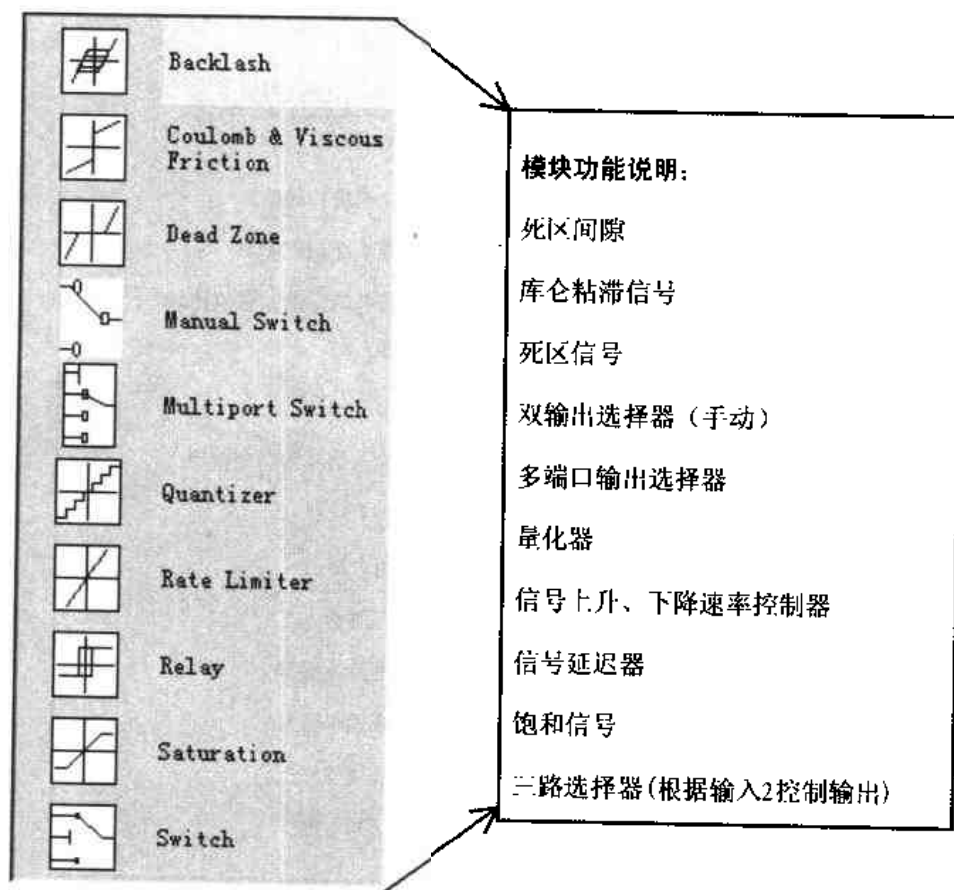 Backlash
Coulomb & Viscous
Friction
Dead Zone
Manual Switch
Multiport Switch
Quantizer
Rate Limiter
Relay
Saturation
Switch
模块功能说明：
死区间隙
库仑粘滞信号
死区信号
双输出选择器（手动）
多端口输出选择器
量化器
信号上升、下降速率控制器
信号延迟器
饱和信号
三路选择器(根据输入2控制输出)